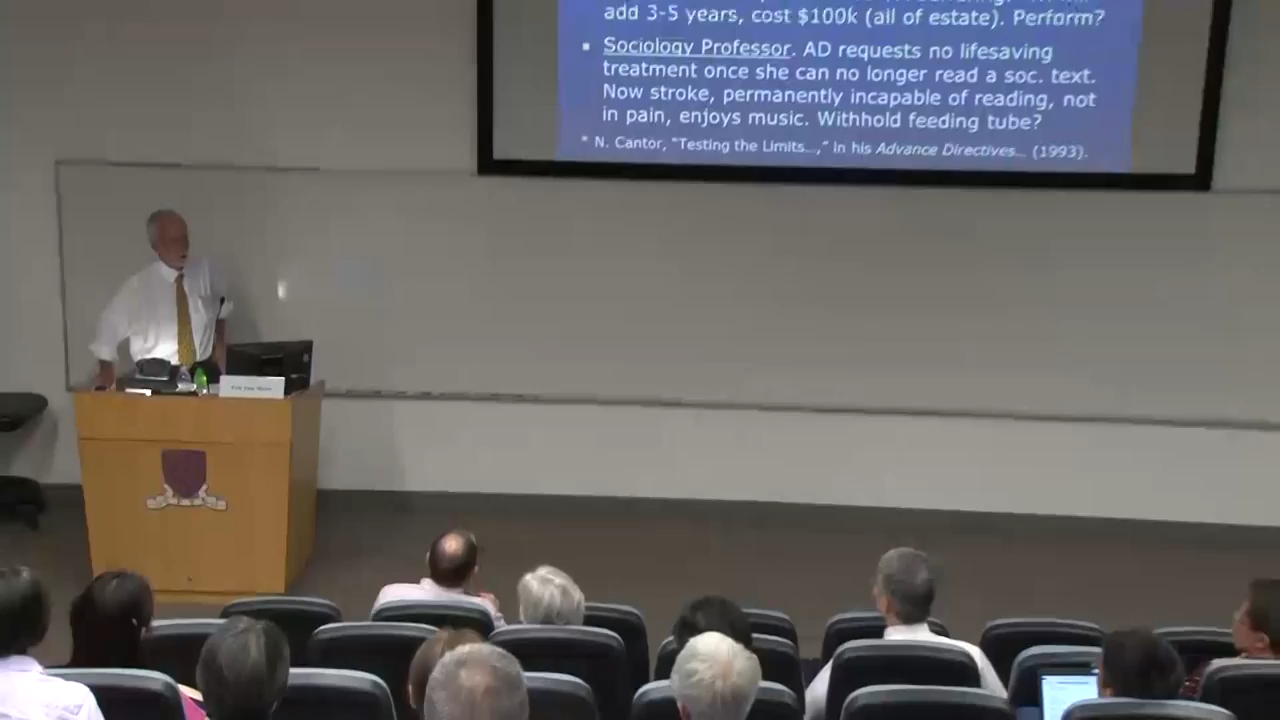 add 3-5 years, cost $100k (all of estate). Perform?
▪ Sociology Professor. AD requests no lifesaving
treatment once she can no longer read a soc. text.
Now stroke, permanently incapable of reading, not
in pain, enjoys music. Withhold feeding tube?
* N. Cantor, "Testing the Limits…," in his Advance Directives… (1993).